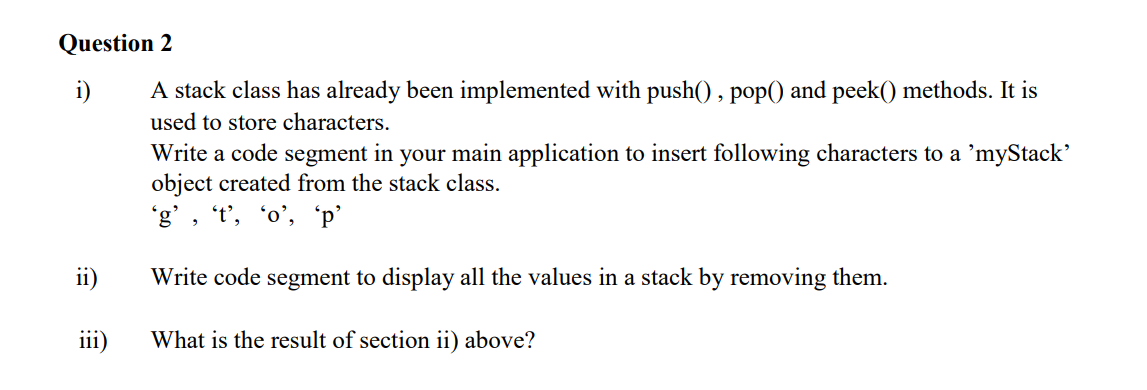 Question 2
i) A stack class has already been implemented with push() , pop() and peek() methods. It is
used to store characters.
Write a code segment in your main application to insert following characters to a ’myStack’
object created from the stack class.
‘g’ , ‘t’, ‘o’, ‘p’
ii) Write code segment to display all the values in a stack by removing them.
iii) What is the result of section ii) above?